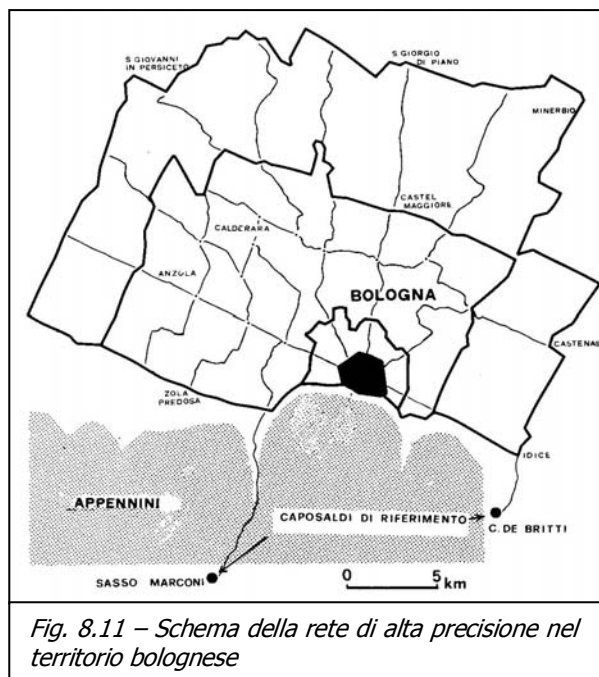 S. GIOVANNI
IN PERSICETO
S. GIORGIO
DI PIANO
MINERBIO
CASTEL
MAGGIORE
CALDERARA
ANZOLA
BOLOGNA
CASTENAS
ZOLA
PREDOSA
IDICE
APPENNINI
CAPOSALDI DI RIFERIMENTO
C. DE BRITTI
SASSO MARCONI
0 5
km
Fig. 8.11 – Schema della rete di alta precisione nel
territorio bolognese